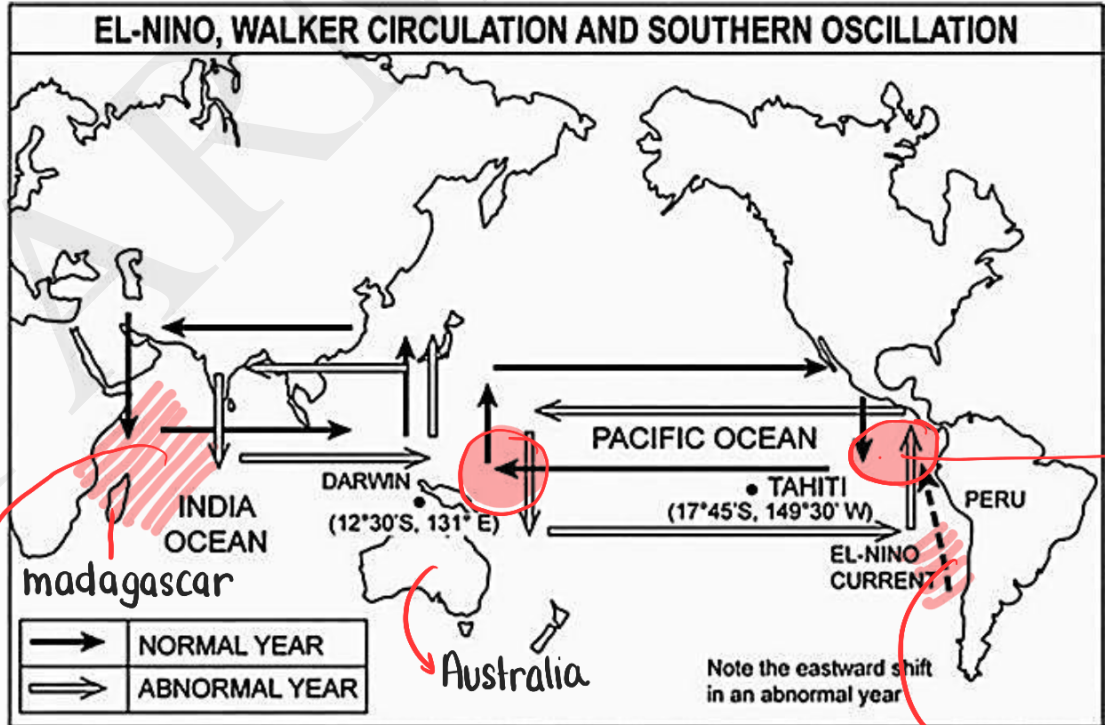 EL-NINO, WALKER CIRCULATION AND SOUTHERN OSCILLATION
PACIFIC OCEAN
DARWIN
(12°30'S, 131° E)
TAHITI
(17°45'S, 149°30' W)
PERU
INDIA
OCEAN
EL-NINO
CURRENT
madagascar
Australia
NORMAL YEAR
ABNORMAL YEAR
Note the eastward shift
in an abnormal year